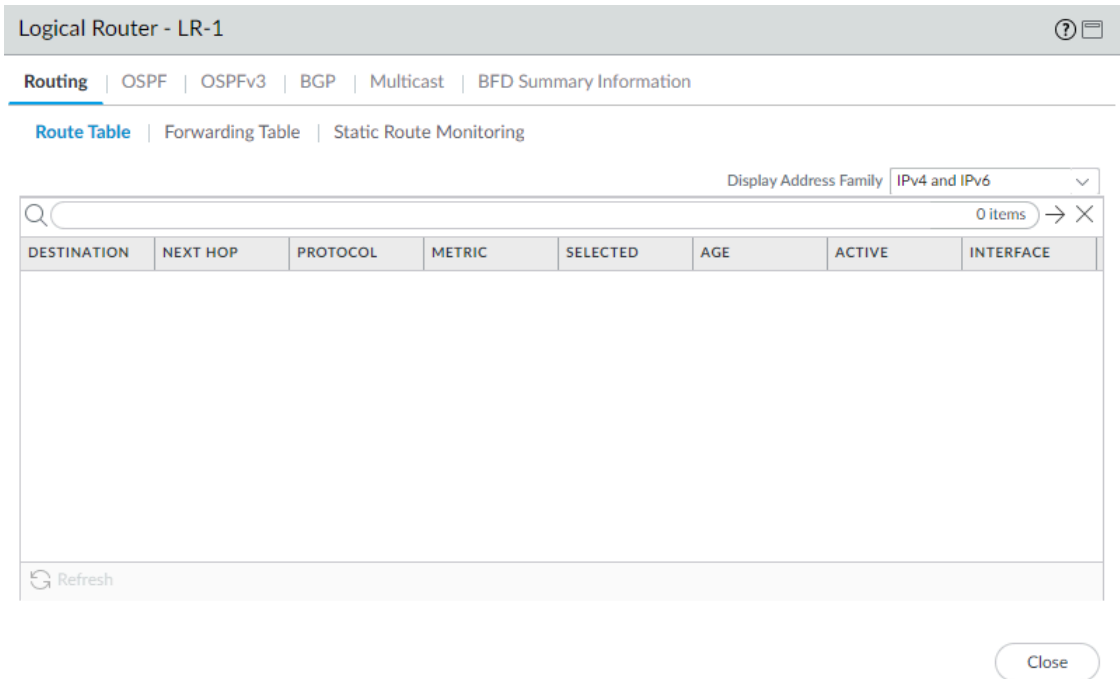 Logical Router - LR-1
Routing | OSPF | OSPFv3 | BGP | Multicast | BFD Summary Information
Route Table | Forwarding Table | Static Route Monitoring
Display Address Family IPv4 and IPv6
0 items
DESTINATION NEXT HOP PROTOCOL METRIC SELECTED AGE ACTIVE INTERFACE
Refresh
Close